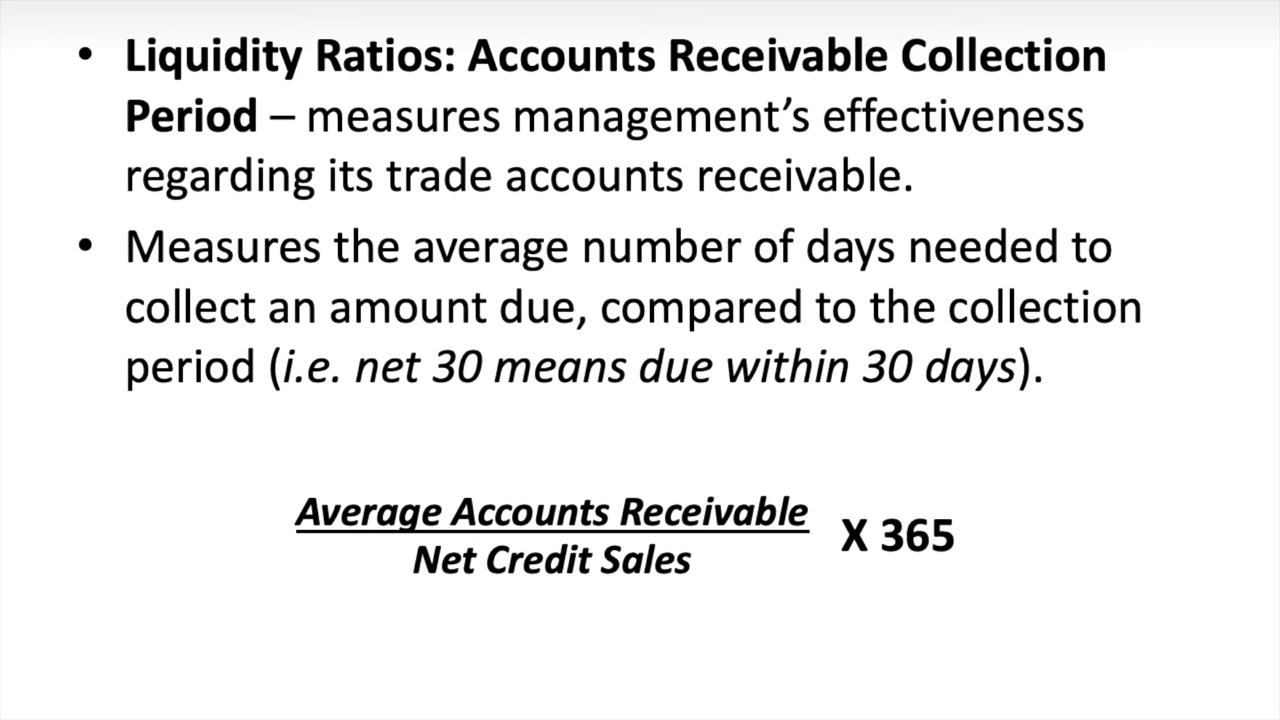 • Liquidity Ratios: Accounts Receivable Collection
Period – measures management’s effectiveness
regarding its trade accounts receivable.
• Measures the average number of days needed to
collect an amount due, compared to the collection
period (i.e. net 30 means due within 30 days).
Average Accounts Receivable
Net Credit Sales
X 365